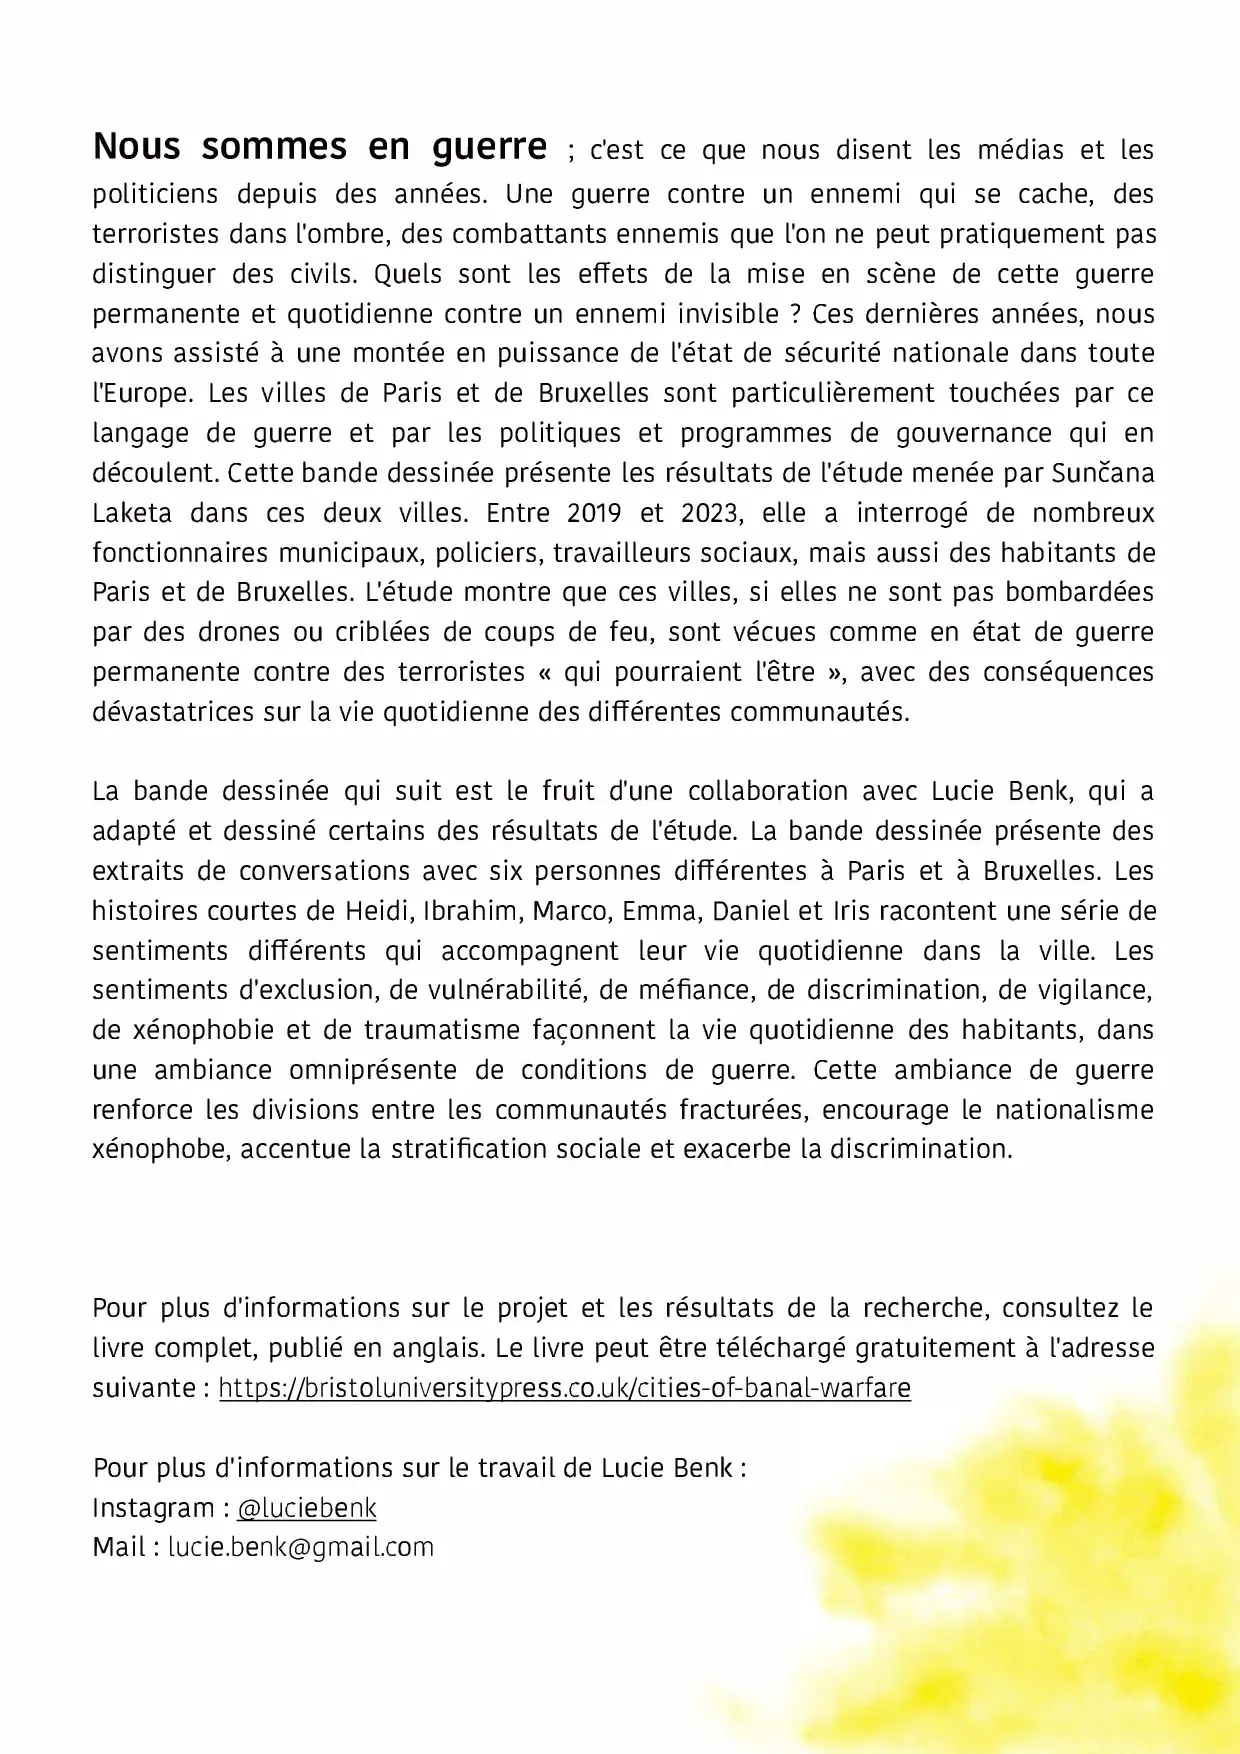 Nous sommes en guerre ; c'est ce que nous disent les médias et les
politiciens depuis des années. Une guerre contre un ennemi qui se cache, des
terroristes dans l'ombre, des combattants ennemis que l'on ne peut pratiquement pas
distinguer des civils. Quels sont les effets de la mise en scène de cette guerre
permanente et quotidienne contre un ennemi invisible ? Ces dernières années, nous
avons assisté à une montée en puissance de l'état de sécurité nationale dans toute
l'Europe. Les villes de Paris et de Bruxelles sont particulièrement touchées par ce
langage de guerre et par les politiques et programmes de gouvernance qui en
découlent. Cette bande dessinée présente les résultats de l'étude menée par Sunčana
Laketa dans ces deux villes. Entre 2019 et 2023, elle a interrogé de nombreux
fonctionnaires municipaux, policiers, travailleurs sociaux, mais aussi des habitants de
Paris et de Bruxelles. L'étude montre que ces villes, si elles ne sont pas bombardées
par des drones ou criblées de coups de feu, sont vécues comme en état de guerre
permanente contre des terroristes « qui pourraient l'être », avec des conséquences
dévastatrices sur la vie quotidienne des différentes communautés.

La bande dessinée qui suit est le fruit d'une collaboration avec Lucie Benk, qui a
adapté et dessiné certains des résultats de l'étude. La bande dessinée présente des
extraits de conversations avec six personnes différentes à Paris et à Bruxelles. Les
histoires courtes de Heidi, Ibrahim, Marco, Emma, Daniel et Iris racontent une série de
sentiments différents qui accompagnent leur vie quotidienne dans la ville. Les
sentiments d'exclusion, de vulnérabilité, de méfiance, de discrimination, de vigilance,
de xénophobie et de traumatisme façonnent la vie quotidienne des habitants, dans
une ambiance omniprésente de conditions de guerre. Cette ambiance de guerre
renforce les divisions entre les communautés fracturées, encourage le nationalisme
xénophobe, accentue la stratification sociale et exacerbe la discrimination.

Pour plus d'informations sur le projet et les résultats de la recherche, consultez le
livre complet, publié en anglais. Le livre peut être téléchargé gratuitement à l'adresse
suivante : https://bristoluniversitypress.co.uk/cities-of-banal-warfare

Pour plus d'informations sur le travail de Lucie Benk :
Instagram : @luciebenk
Mail : lucie.benk@gmail.com